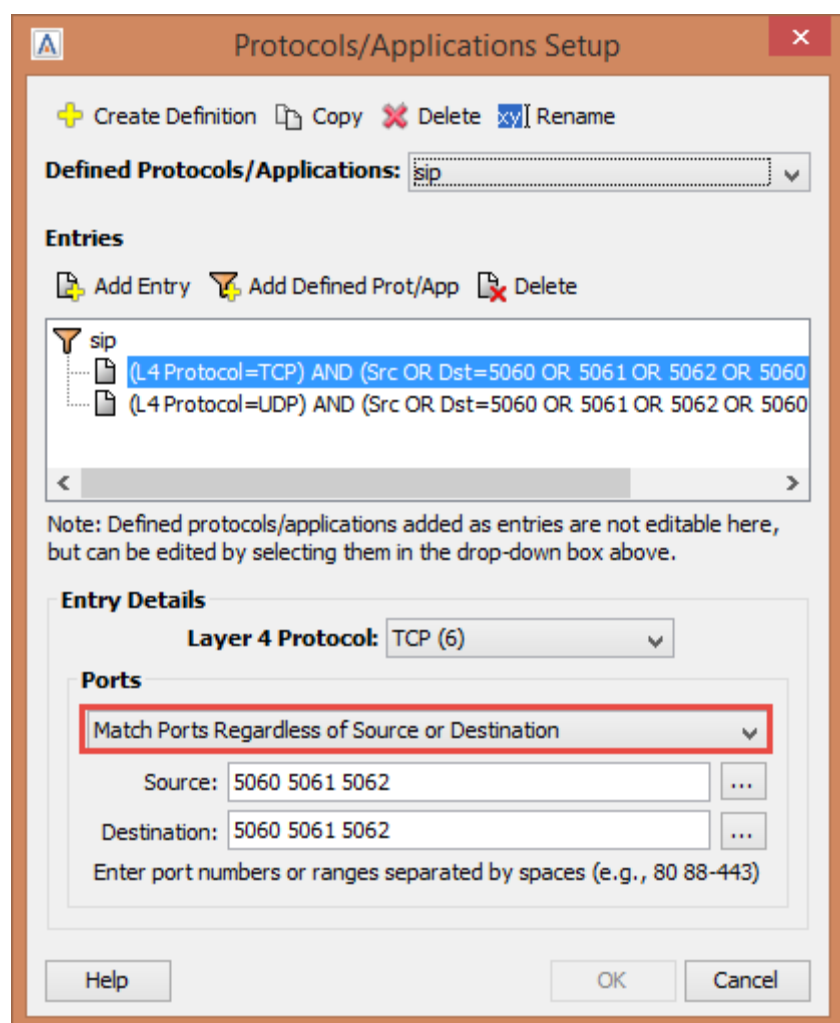 Protocols/Applications Setup
Create Definition Copy Delete xy Rename
Defined Protocols/Applications: sip
Entries
Add Entry Add Defined Prot/App Delete
sip
(L4 Protocol=TCP) AND (Src OR Dst=5060 OR 5061 OR 5062 OR 5060
(L4 Protocol=UDP) AND (Src OR Dst=5060 OR 5061 OR 5062 OR 5060
Note: Defined protocols/applications added as entries are not editable here,
but can be edited by selecting them in the drop-down box above.
Entry Details
Layer 4 Protocol: TCP (6)
Ports
Match Ports Regardless of Source or Destination
Source: 5060 5061 5062 ...
Destination: 5060 5061 5062 ...
Enter port numbers or ranges separated by spaces (e.g., 80 88-443)
Help OK Cancel